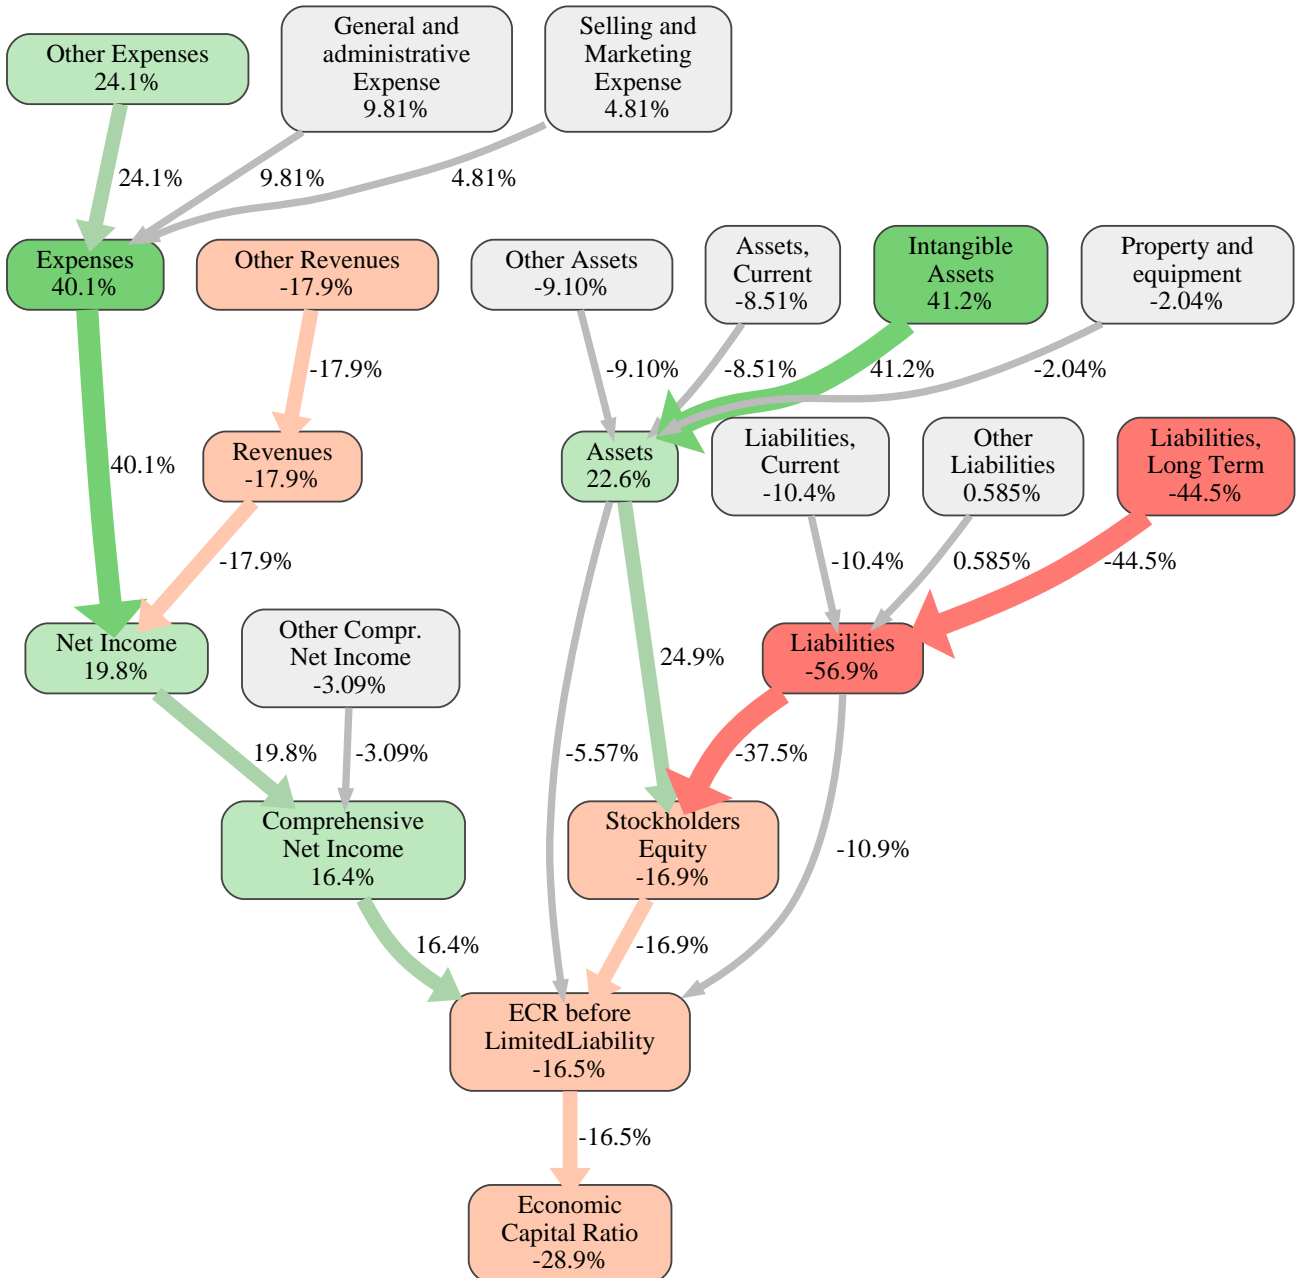 Other Expenses
24.1%
General and
administrative
Expense
9.81%
Selling and
Marketing
Expense
4.81%
24.1%
9.81%
4.81%
Expenses
40.1%
Other Revenues
-17.9%
Other Assets
-9.10%
Assets,
Current
-8.51%
Intangible
Assets
41.2%
Property and
equipment
-2.04%
-17.9%
-9.10%
-8.51%
41.2%
-2.04%
40.1%
Revenues
-17.9%
Assets
22.6%
Liabilities,
Current
-10.4%
Other
Liabilities
0.585%
Liabilities,
Long Term
-44.5%
-17.9%
-10.4%
0.585%
-44.5%
Net Income
19.8%
Other Compr.
Net Income
-3.09%
24.9%
Liabilities
-56.9%
19.8%
-3.09%
-5.57%
-37.5%
Comprehensive
Net Income
16.4%
Stockholders
Equity
-16.9%
-10.9%
16.4%
-16.9%
ECR before
LimitedLiability
-16.5%
-16.5%
Economic
Capital Ratio
-28.9%